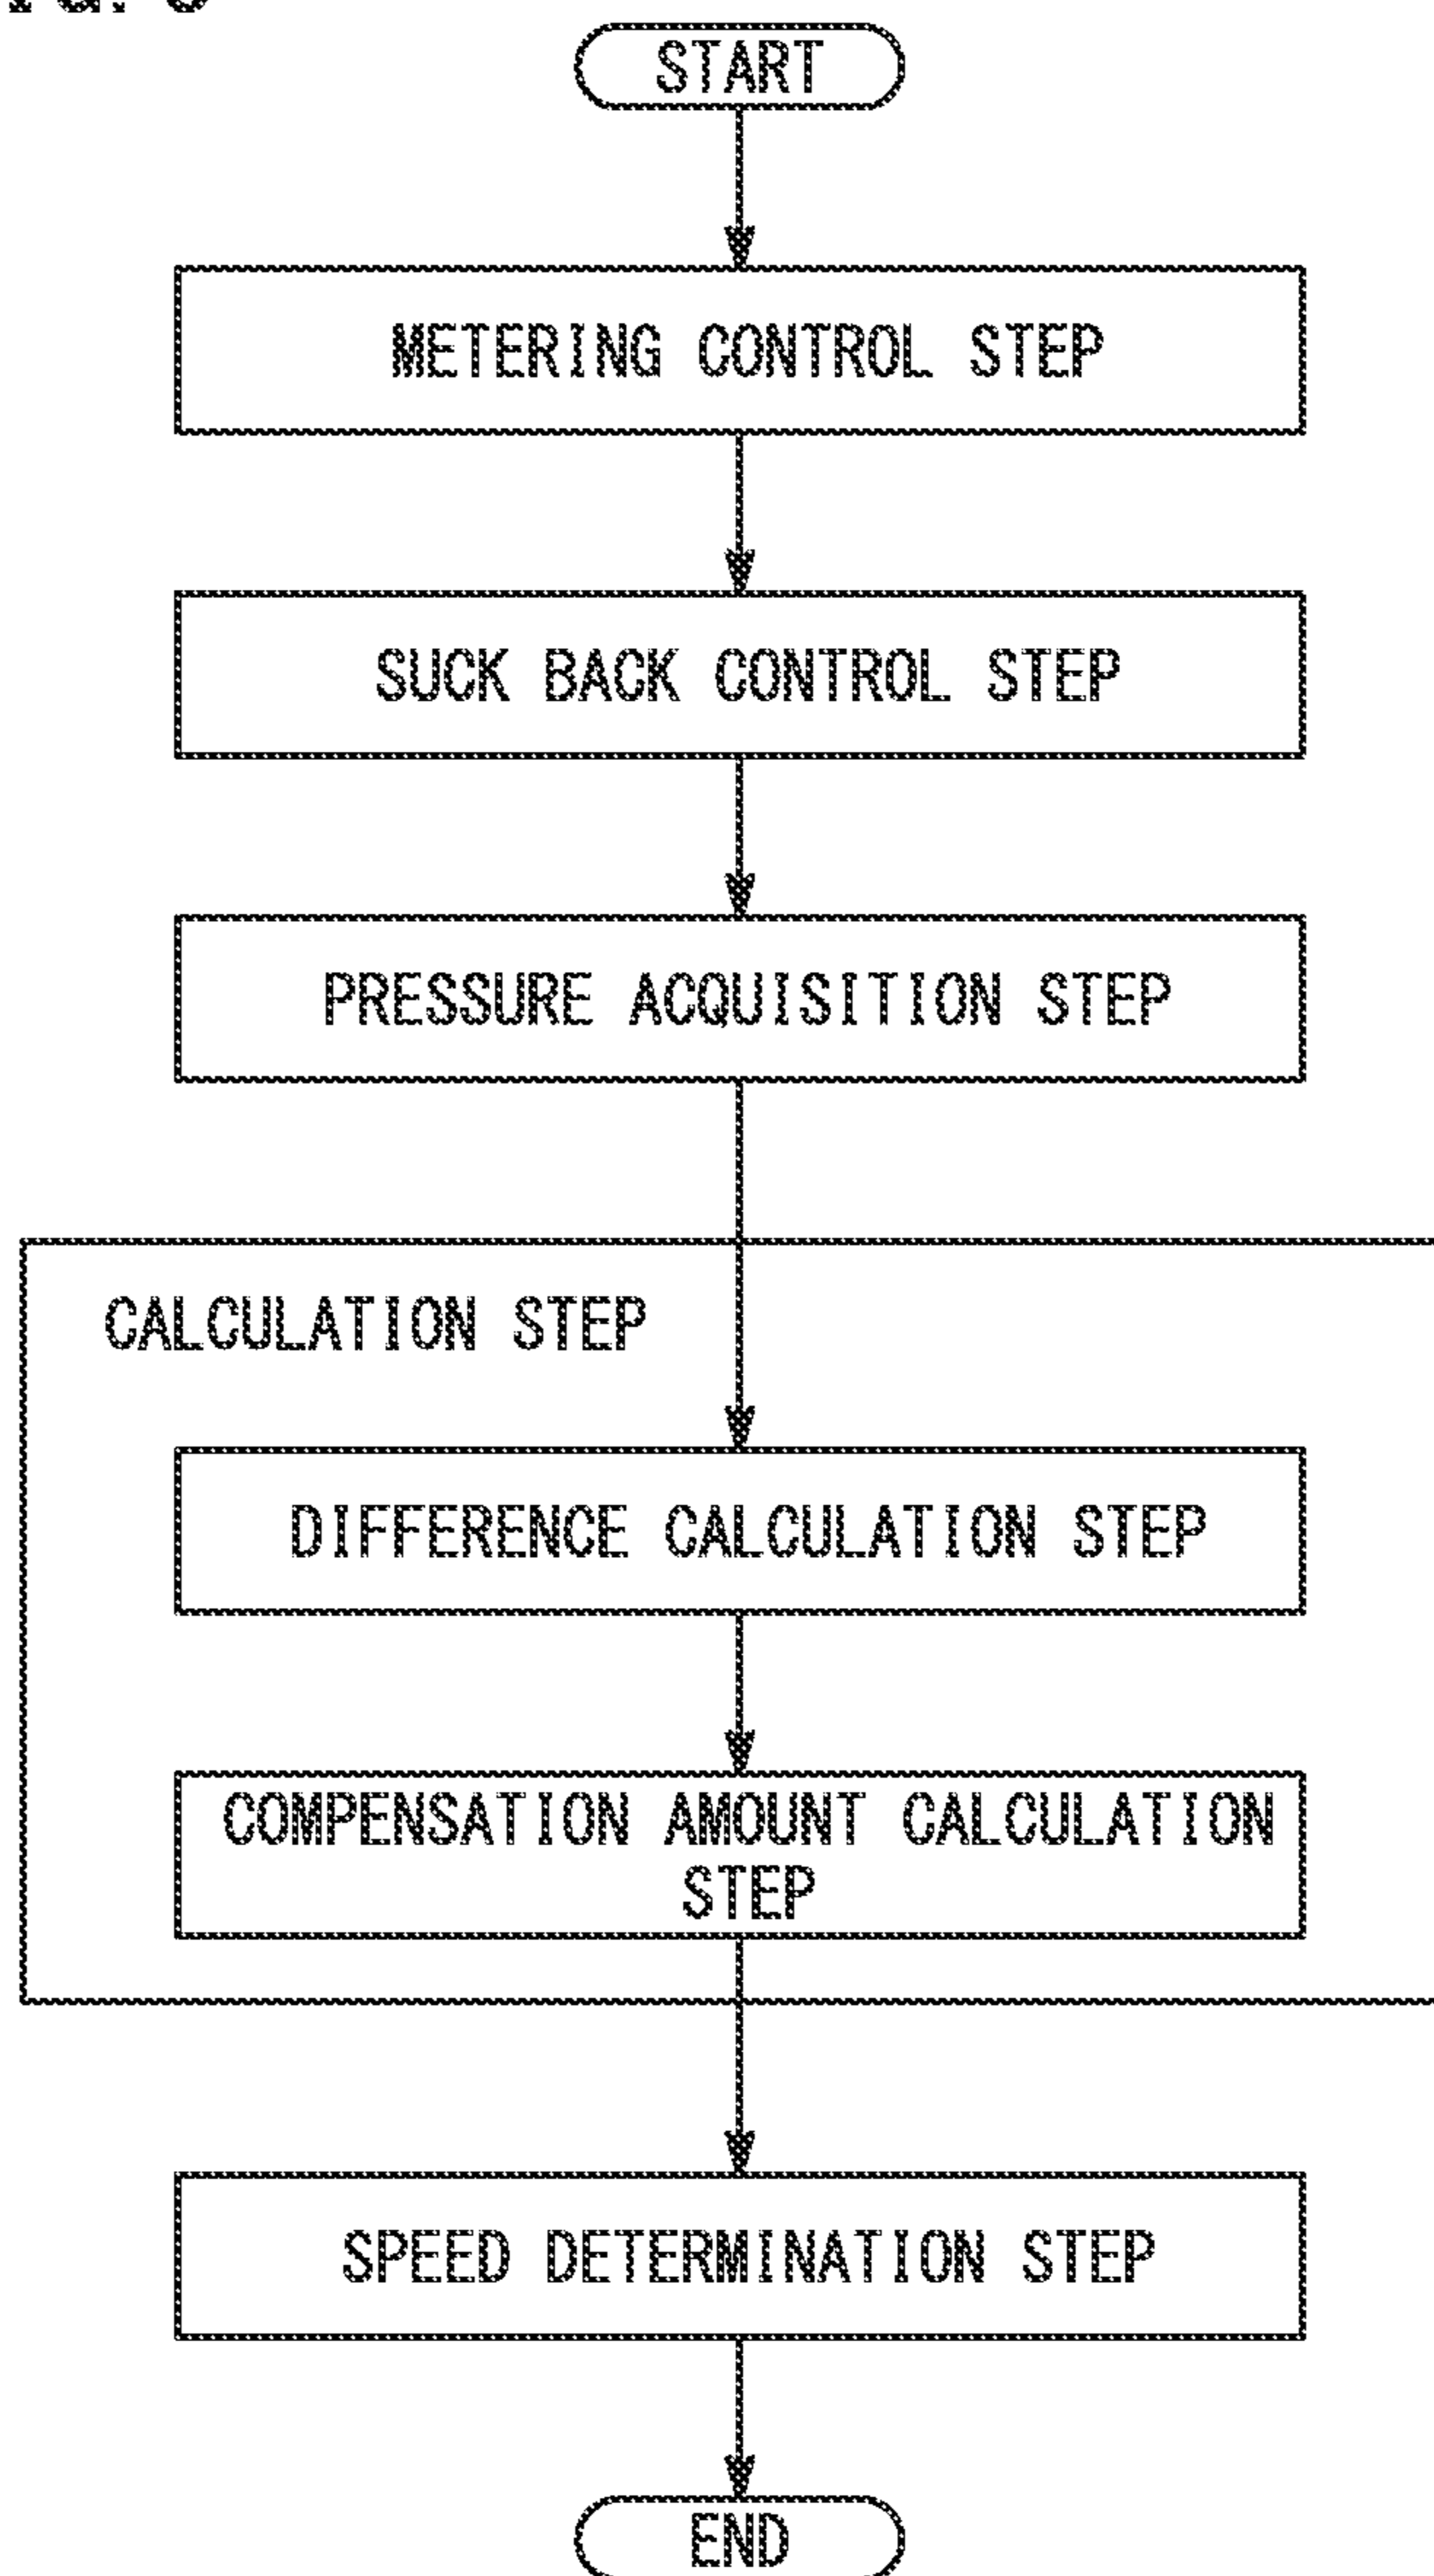 START
METERING CONTROL STEP
SUCK BACK CONTROL STEP
PRESSURE ACQUISITION STEP
CALCULATION STEP
DIFFERENCE CALCULATION STEP
COMPENSATION AMOUNT CALCULATION
STEP
SPEED DETERMINATION STEP
END